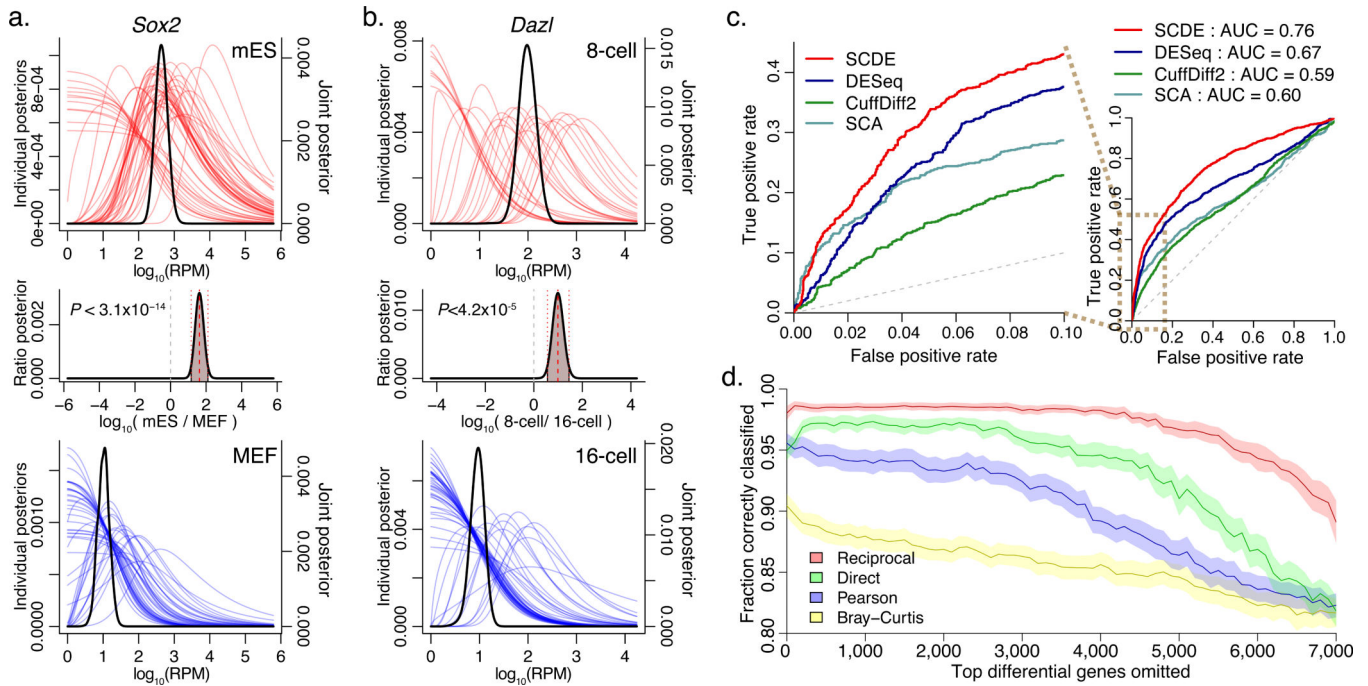 a.
Sox2
mES
Individual posteriors
0e+00
4e−04
8e−04
Joint posterior
0.000
0.002
0.004
0 1 2 3 4 5 6
log10(RPM)
P < 3.1x10−14
Ratio posterior
0.000
0.002
−6 −4 −2 0 2 4 6
log10( mES / MEF )
MEF
Individual posteriors
0.0000
0.0010
Joint posterior
0.000
0.002
0.004
0 1 2 3 4 5 6
log10(RPM)
b.
Dazl
8-cell
Individual posterior
0.000
0.004
0.008
Joint posterior
0.000
0.005
0.010
0.015
0 1 2 3 4
log10(RPM)
P<4.2x10-5
Ratio posterior
0.000
0.010
−4 −2 0 2 4
log10( 8-cell/ 16-cell )
16-cell
Individual posteriors
0.000
0.004
Joint posterior
0.000
0.010
0.020
0 1 2 3 4
log10(RPM)
c.
SCDE
DESeq
CuffDiff2
SCA
True positive rate
0.0
0.1
0.2
0.3
0.4
0.00 0.02 0.04 0.06 0.08 0.10
False positive rate
SCDE : AUC = 0.76
DESeq : AUC = 0.67
CuffDiff2 : AUC = 0.59
SCA : AUC = 0.60
True positive rate
0.0 0.2 0.4 0.6 0.8 1.0
0.0 0.2 0.4 0.6 0.8 1.0
False positive rate
d.
Fraction correctly classified
0.80 0.85 0.90 0.95 1.00
Reciprocal
Direct
Pearson
Bray−Curtis
0 1,000 2,000 3,000 4,000 5,000 6,000 7,000
Top differential genes omitted